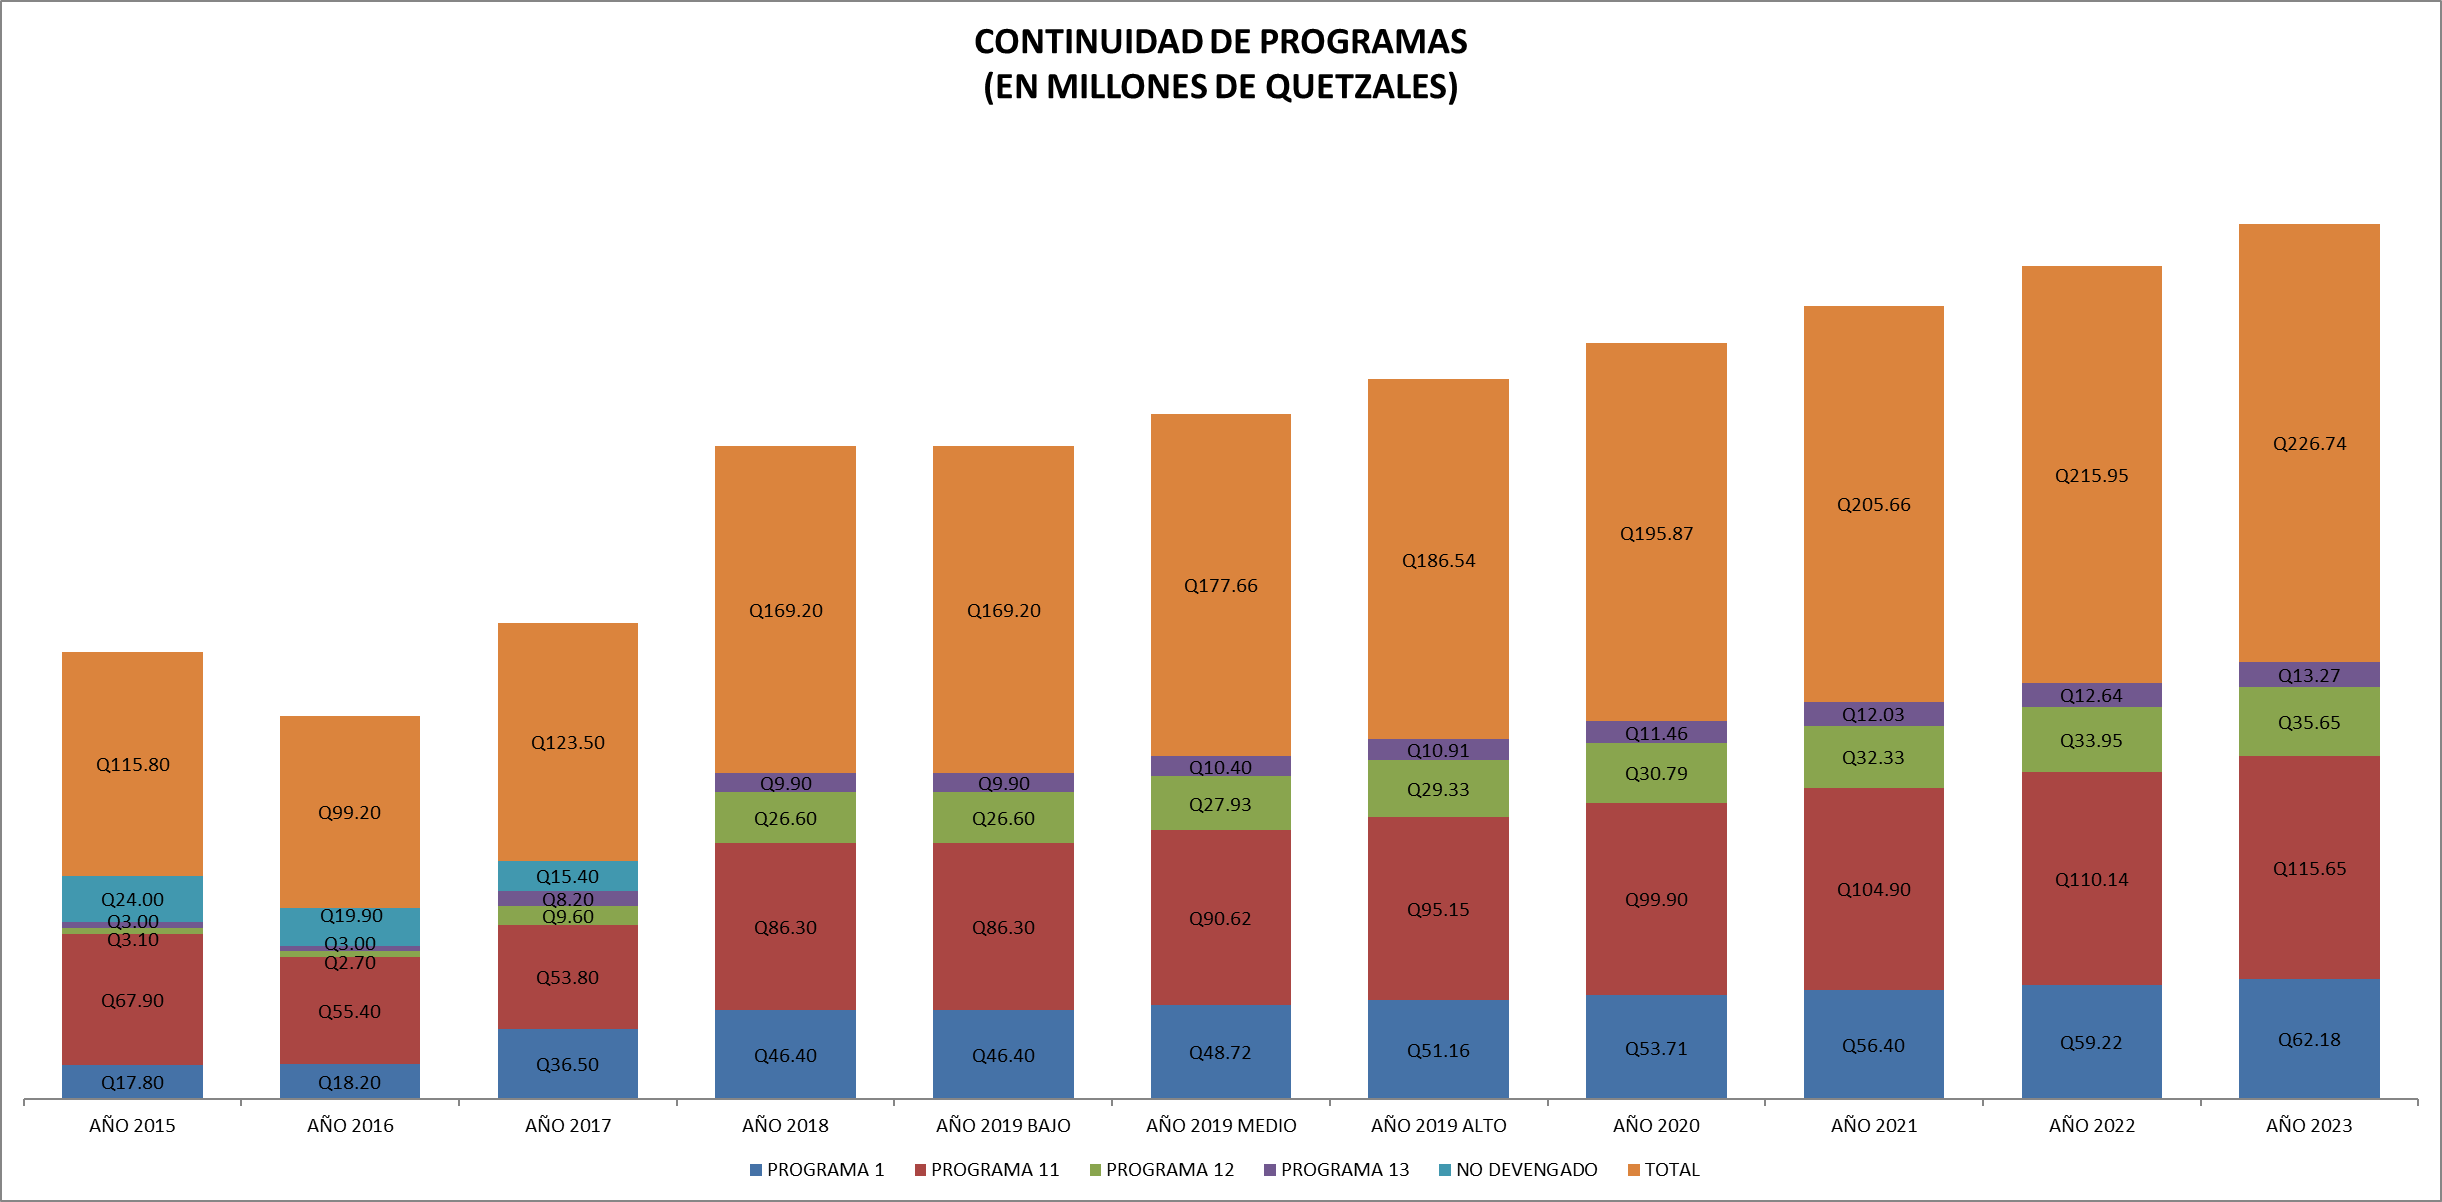 CONTINUIDAD DE PROGRAMAS
(EN MILLONES DE QUETZALES)
Q115.80
Q24.00
Q3.00
Q3.10
Q67.90
Q17.80
Q99.20
Q19.90
Q3.00
Q2.70
Q55.40
Q18.20
Q123.50
Q15.40
Q8.20
Q9.60
Q53.80
Q36.50
Q169.20
Q9.90
Q26.60
Q86.30
Q46.40
Q169.20
Q9.90
Q26.60
Q86.30
Q46.40
Q177.66
Q10.40
Q27.93
Q90.62
Q48.72
Q186.54
Q10.91
Q29.33
Q95.15
Q51.16
Q195.87
Q11.46
Q30.79
Q99.90
Q53.71
Q205.66
Q12.03
Q32.33
Q104.90
Q56.40
Q215.95
Q12.64
Q33.95
Q110.14
Q59.22
Q226.74
Q13.27
Q35.65
Q115.65
Q62.18
AÑO 2015 AÑO 2016 AÑO 2017 AÑO 2018 AÑO 2019 BAJO AÑO 2019 MEDIO AÑO 2019 ALTO AÑO 2020 AÑO 2021 AÑO 2022 AÑO 2023
PROGRAMA 1 PROGRAMA 11 PROGRAMA 12 PROGRAMA 13 NO DEVENGADO TOTAL